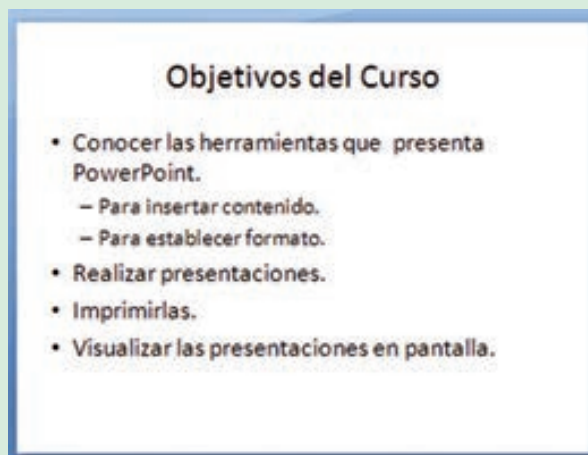 Objetivos del Curso
• Conocer las herramientas que presenta
PowerPoint.
– Para insertar contenido.
– Para establecer formato.
• Realizar presentaciones.
• Imprimirlas.
• Visualizar las presentaciones en pantalla.